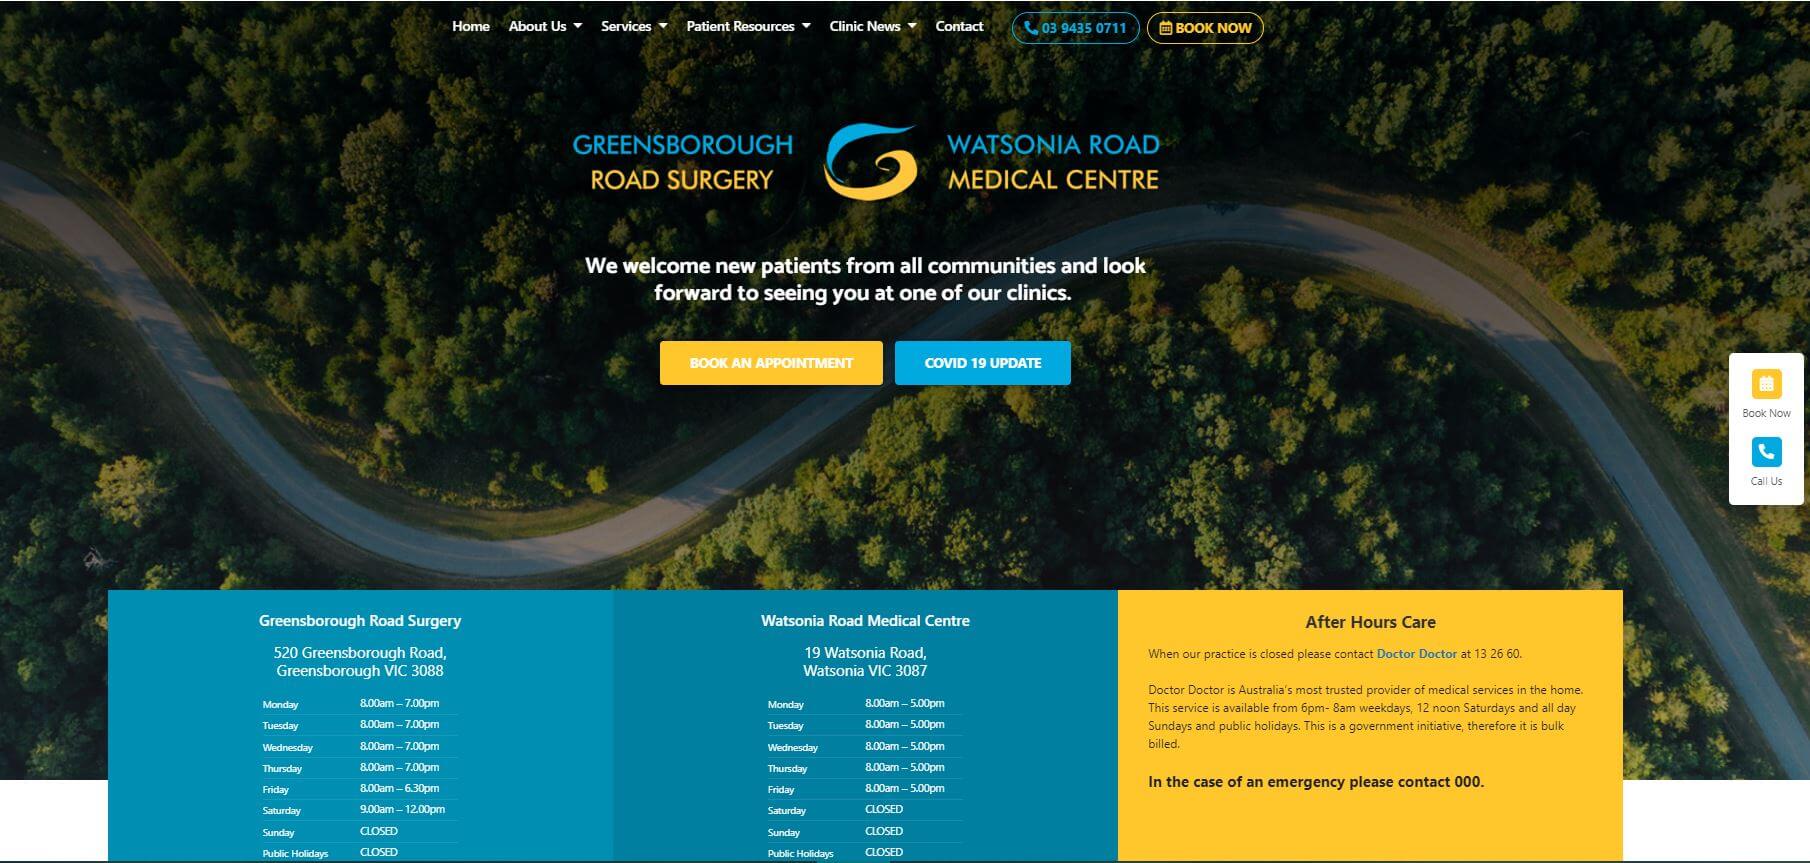 Home About Us Services Patient Resources Clinic News Contact 03 9435 0711 BOOK NOW
GREENSBOROUGH
ROAD SURGERY
WATSONIA ROAD
MEDICAL CENTRE
We welcome new patients from all communities and look
forward to seeing you at one of our clinics.
BOOK AN APPOINTMENT
COVID 19 UPDATE
Book Now
Call Us
Greensborough Road Surgery
520 Greensborough Road,
Greensborough VIC 3088
Monday 8.00am – 7.00pm
Tuesday 8.00am – 7.00pm
Wednesday 8.00am – 7.00pm
Thursday 8.00am – 7.00pm
Friday 8.00am – 6.30pm
Saturday 9.00am – 12.00pm
Sunday CLOSED
Public Holidays CLOSED
Watsonia Road Medical Centre
19 Watsonia Road,
Watsonia VIC 3087
Monday 8.00am – 5.00pm
Tuesday 8.00am – 5.00pm
Wednesday 8.00am – 5.00pm
Thursday 8.00am – 5.00pm
Friday 8.00am – 5.00pm
Saturday CLOSED
Sunday CLOSED
Public Holidays CLOSED
After Hours Care
When our practice is closed please contact Doctor Doctor at 13 26 60.
Doctor Doctor is Australia's most trusted provider of medical services in the home.
This service is available from 6pm- 8am weekdays, 12 noon Saturdays and all day
Sundays and public holidays. This is a government initiative, therefore it is bulk
billed.
In the case of an emergency please contact 000.